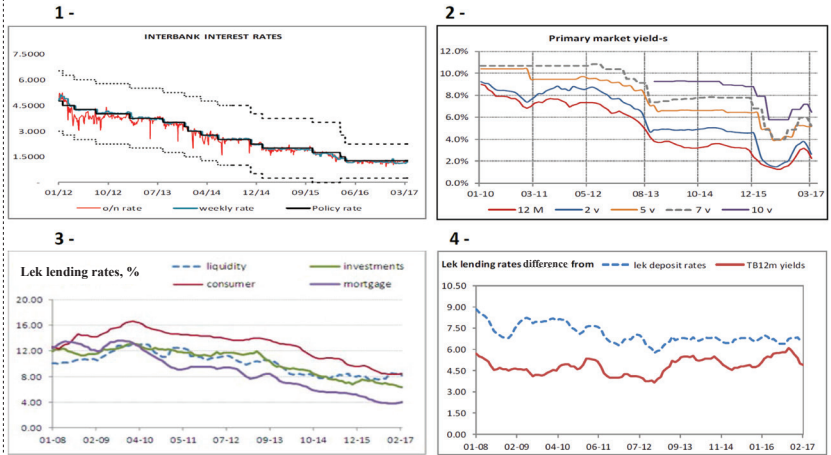 1 -
INTERBANK INTEREST RATES
7.5000
6.0000
4.5000
3.0000
1.5000
-
01/12 10/12 07/13 04/14 12/14 09/15 06/16 03/17
o/n rate weekly rate Policy rate
2 -
Primary market yield-s
12.0%
10.0%
8.0%
6.0%
4.0%
2.0%
0.0%
01-10 03-11 05-12 08-13 10-14 12-15 03-17
12 M 2 v 5 v 7 v 10 v
3 -
Lek lending rates, %
liquidity investments
consumer mortgage
20.00
16.00
12.00
8.00
4.00
0.00
01-08 02-09 04-10 05-11 07-12 09-13 10-14 12-15 02-17
4 -
Lek lending rates difference from lek deposit rates TB12m yields
10.50
9.00
7.50
6.00
4.50
3.00
1.50
0.00
01-08 02-09 04-10 06-11 07-12 09-13 11-14 01-16 02-17